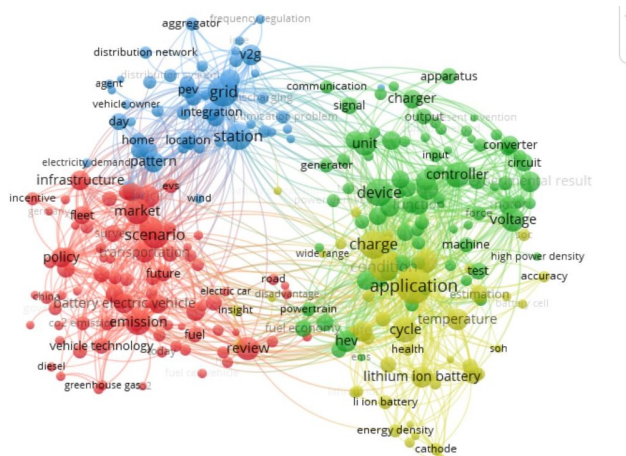 frequency regulation
aggregator
distribution network
v2g
agent
pev
grid
apparatus
communication
charger
vehicle owner
integration
signal
output
day
station
unit
converter
home
location
input
circuit
pattern
generator
controller
electricity demand
infrastructure
evs
device
incentive
wind
market
fleet
voltage
scenario
charge
machine
policy
transportation
wide range
high power density
future
condition
test
accuracy
road
electric car
application
disadvantage
estimation
battery cell
battery electric vehicle
insight
powertrain
emission
temperature
fuel
fuel economy
cycle
vehicle technology
today
review
hev
health
soh
diesel
lithium ion battery
greenhouse gas
li ion battery
energy density
cathode